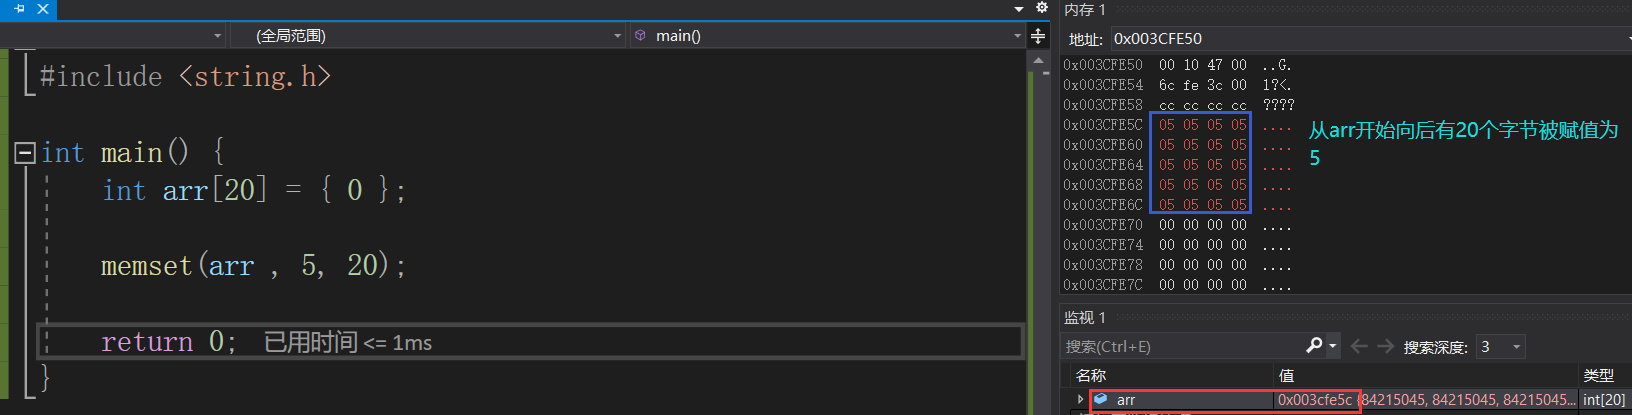 (全局范围)
main()
#include <string.h>
int main() {
int arr[20] = { 0 };
memset(arr , 5, 20);
return 0; 已用时间 <= 1ms
}
内存 1
地址: 0x003CFE50
0x003CFE50 00 10 47 00 ..G.
0x003CFE54 6c fe 3c 00 l?<.
0x003CFE58 cc cc cc cc ????
0x003CFE5C 05 05 05 05 ....
0x003CFE60 05 05 05 05 ....
0x003CFE64 05 05 05 05 ....
0x003CFE68 05 05 05 05 ....
0x003CFE6C 05 05 05 05 ....
0x003CFE70 00 00 00 00 ....
0x003CFE74 00 00 00 00 ....
0x003CFE78 00 00 00 00 ....
0x003CFE7C 00 00 00 00 ....
从arr开始向后有20个字节被赋值为
5
监视 1
搜索(Ctrl+E) 搜索深度: 3
名称 值 类型
arr 0x003cfe5c {84215045, 84215045, 84215045... int[20]